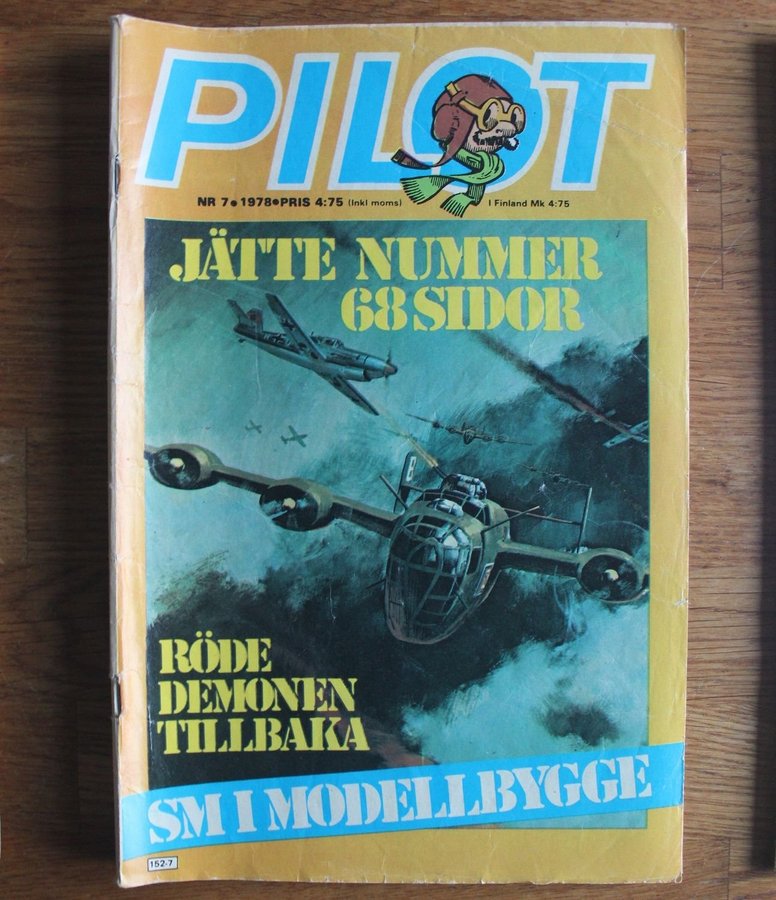 PILOT
NR 7•1978•PRIS 4:75 (Inkl moms) I Finland Mk 4:75
JÄTTE NUMMER
68 SIDOR
8
RÖDE
DEMONEN
TILLBAKA
SM I MODELLBYGGE
152-7